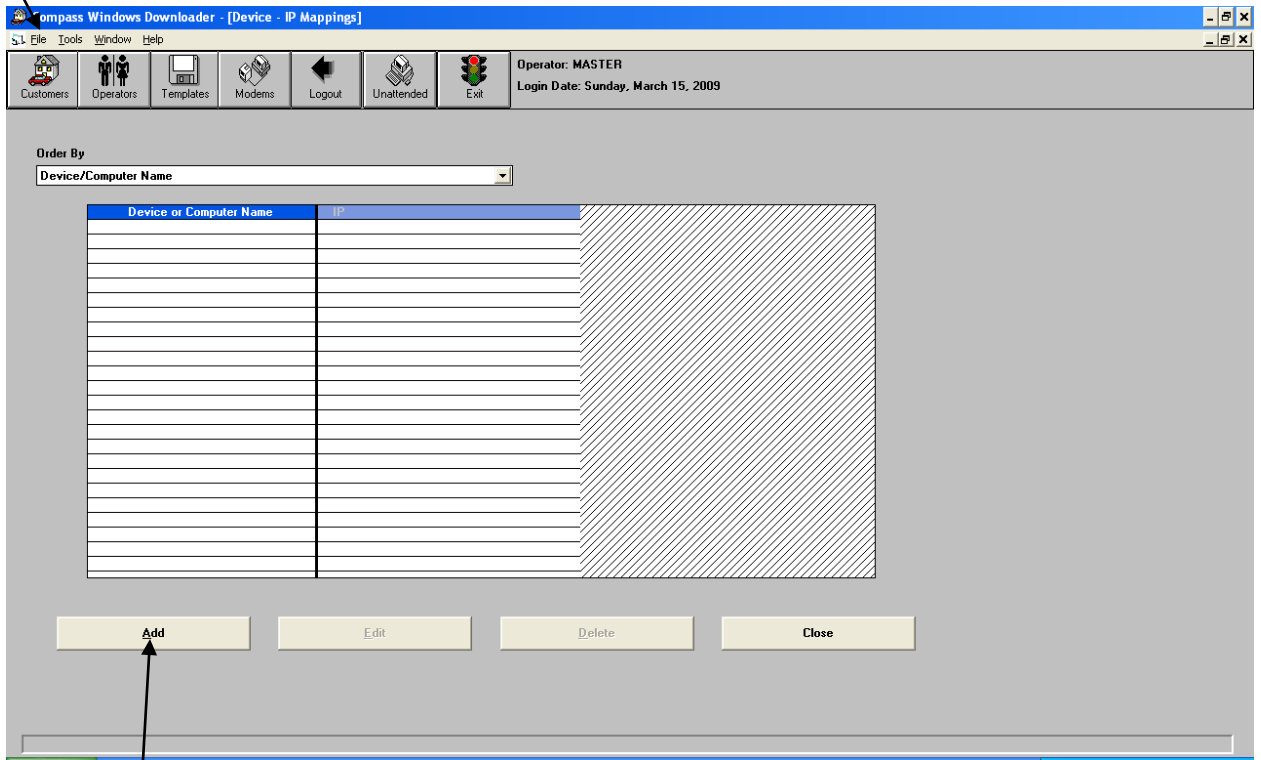 Compass Windows Downloader - [Device - IP Mappings]
File Tools Window Help
Customers Operators Templates Modems Logout Unattended Exit
Operator: MASTER
Login Date: Sunday, March 15, 2009
Order By
Device/Computer Name
Device or Computer Name IP
Add Edit Delete Close